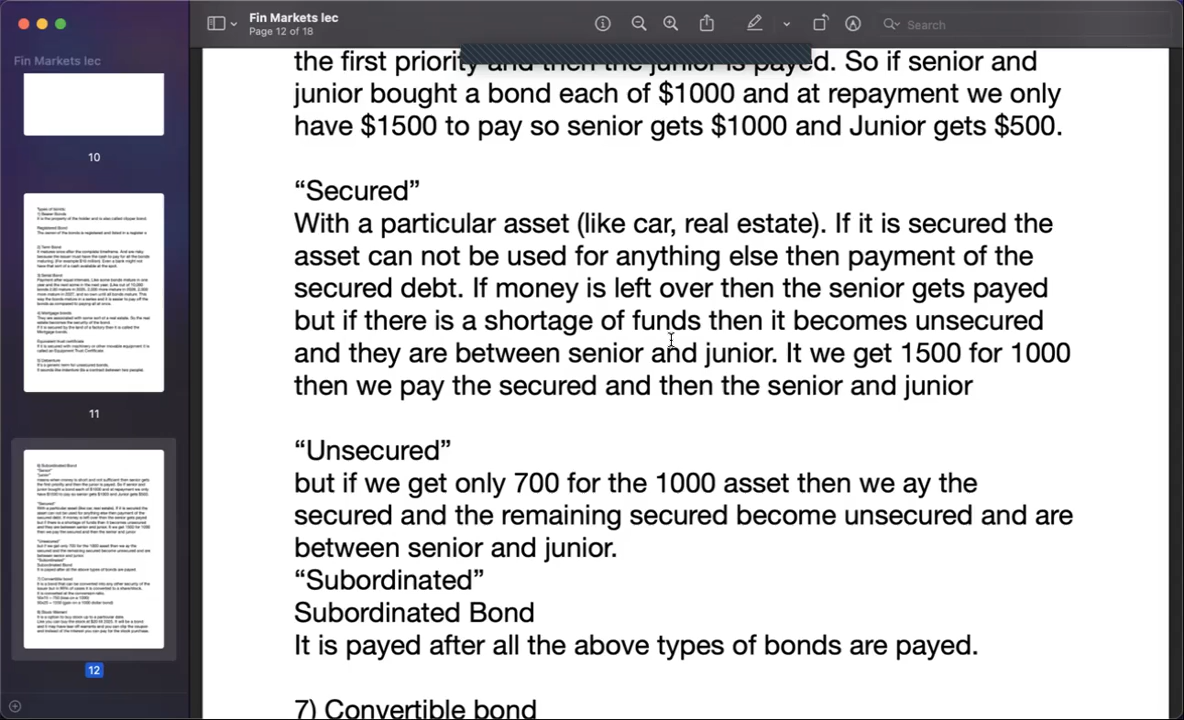 Fin Markets lec
Page 12 of 18
Search
Fin Markets lec
10
11
12
the first priority and then the junior is payed. So if senior and
junior bought a bond each of $1000 and at repayment we only
have $1500 to pay so senior gets $1000 and Junior gets $500.
“Secured”
With a particular asset (like car, real estate). If it is secured the
asset can not be used for anything else then payment of the
secured debt. If money is left over then the senior gets payed
but if there is a shortage of funds then it becomes unsecured
and they are between senior and junior. It we get 1500 for 1000
then we pay the secured and then the senior and junior
“Unsecured”
but if we get only 700 for the 1000 asset then we ay the
secured and the remaining secured become unsecured and are
between senior and junior.
“Subordinated”
Subordinated Bond
It is payed after all the above types of bonds are payed.
7) Convertible bond